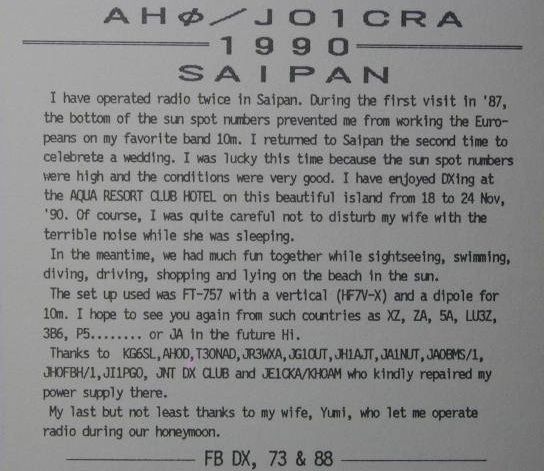 AHØ/JO1CRA
1990
SAIPAN
I have operated radio twice in Saipan. During the first visit in '87,
the bottom of the sun spot numbers prevented me from working the Euro-
peans on my favorite band 10m. I returned to Saipan the second time to
celebrete a wedding. I was lucky this time because the sun spot numbers
were high and the conditions were very good. I have enjoyed DXing at
the AQUA RESORT CLUB HOTEL on this beautiful island from 18 to 24 Nov,
'90. Of course, I was quite careful not to disturb my wife with the
terrible noise while she was sleeping.
In the meantime, we had much fun together while sightseeing, swimming,
diving, driving, shopping and lying on the beach in the sun.
The set up used was FT-757 with a vertical (HF7V-X) and a dipole for
10m. I hope to see you again from such countries as XZ, ZA, 5A, LU3Z,
3B6, P5........ or JA in the future Hi.
Thanks to KG6SL,AH0D,T30NAD,JR3WXA,JG1OUT,JH1AJT,JA1NUT,JA0BMS/1,
JH0FBH/1,JI1PGO, JNT DX CLUB and JE1CKA/KH0AM who kindly repaired my
power supply there.
My last but not least thanks to my wife, Yumi, who let me operate
radio during our honeymoon.
FB DX, 73 & 88